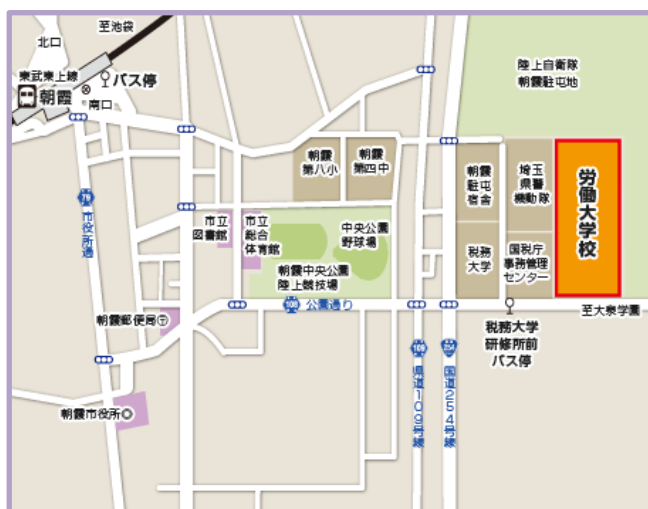 至池袋
北口
東武東上線
バス停
朝霞
南口
陸上自衛隊
朝霞駐屯地
朝霞
第八小
朝霞
第四中
朝霞
駐屯
宿舎
埼玉
県警
機動隊
労働大学校
79
市役所通
市立
図書館
市立
総合
体育館
中央公園
野球場
朝霞中央公園
陸上競技場
税務
大学
国税庁
事務管理
センター
108 公園通り
至大泉学園
朝霞郵便局〒
税務大学
研修所前
バス停
109
県道109号線
254
国道254号線
朝霞市役所◎